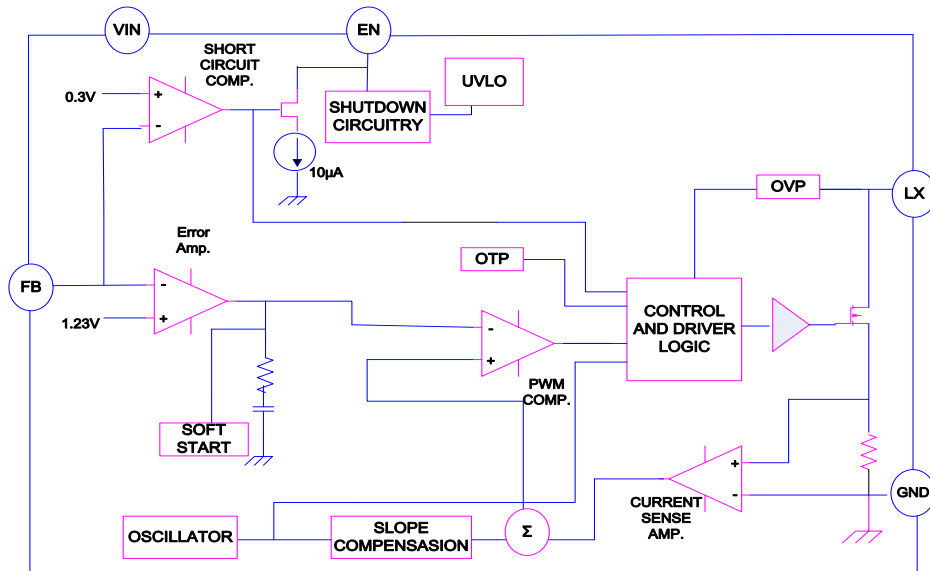 VIN
EN
SHORT
CIRCUIT
COMP.
UVLO
0.3V
+
-
SHUTDOWN
CIRCUITRY
10µA
OVP
LX
Error
Amp.
OTP
FB
-
+
1.23V
CONTROL
AND DRIVER
LOGIC
-
+
PWM
COMP.
SOFT
START
+
-
CURRENT
SENSE
AMP.
GND
OSCILLATOR
SLOPE
COMPENSASION
Σ